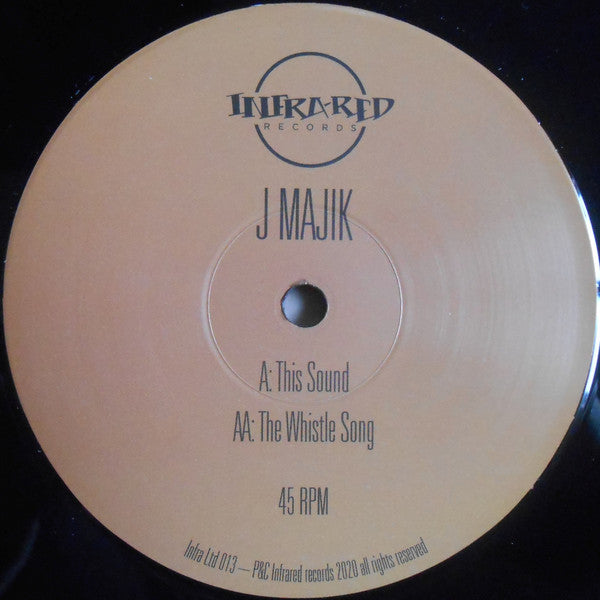 INFRARED
RECORDS
J MAJIK
A: This Sound
AA: The Whistle Song
45 RPM
Infra Ltd 013 — P&C Infrared records 2020 all rights reserved